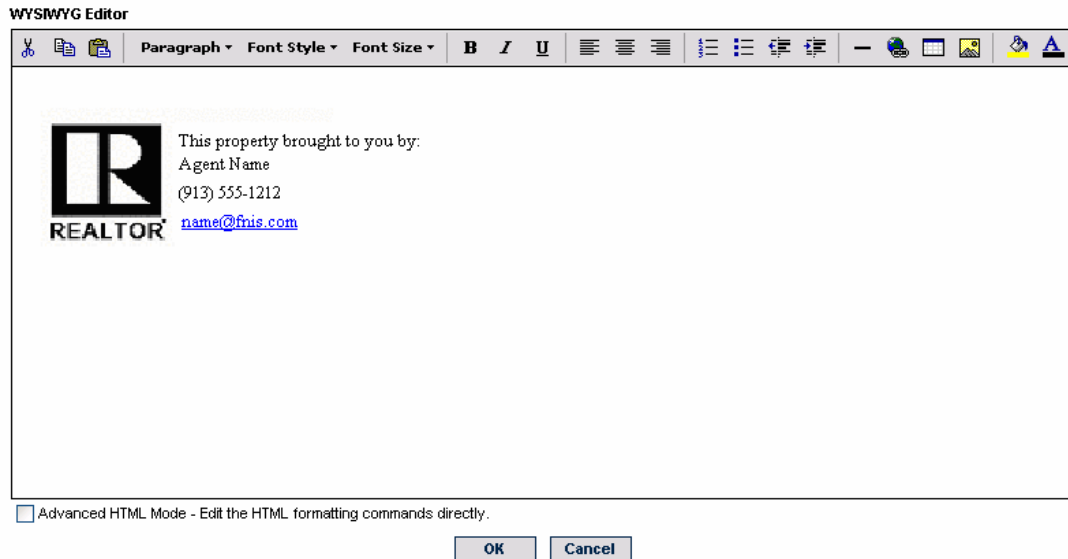 WYSIWYG Editor
Paragraph Font Style Font Size B I U A
This property brought to you by:
Agent Name
(913) 555-1212
REALTOR name@fnis.com
Advanced HTML Mode - Edit the HTML formatting commands directly.
OK Cancel